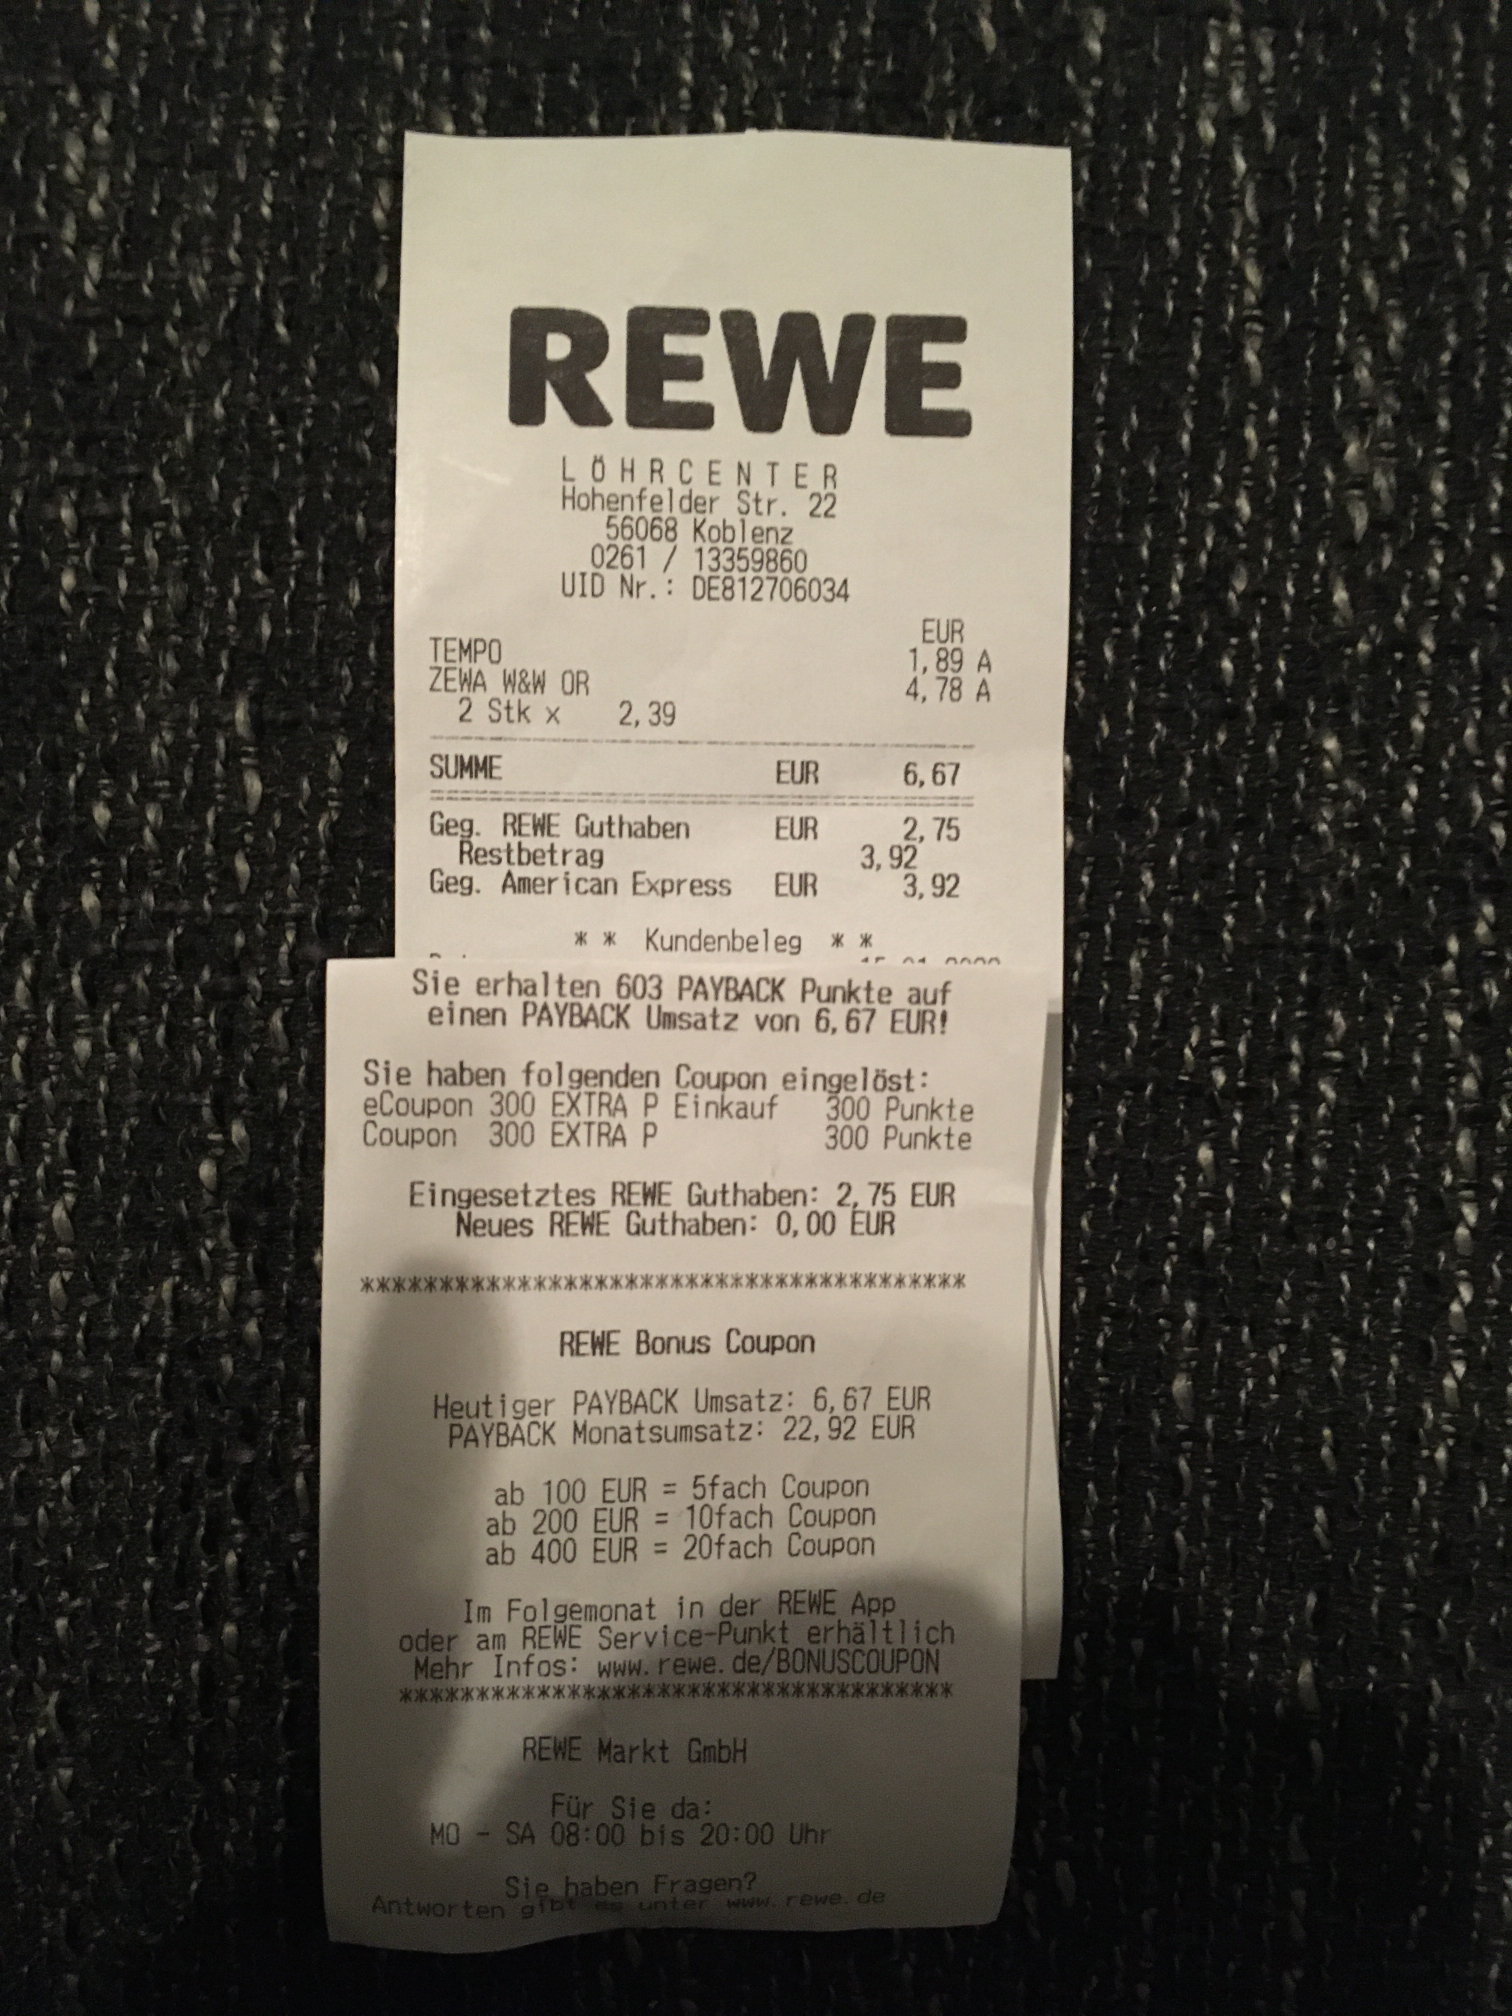 REWE
LÖHRCENTER
Hohenfelder Str. 22
56068 Koblenz
0261 / 13359860
UID Nr.: DE812706034
EUR
TEMPO 1,89 A
ZEWA W&W OR 4,78 A
2 Stk x 2,39
SUMME EUR 6,67
Geg. REWE Guthaben EUR 2,75
Restbetrag 3,92
Geg. American Express EUR 3,92
* * Kundenbeleg * *
Sie erhalten 603 PAYBACK Punkte auf
einen PAYBACK Umsatz von 6,67 EUR!
Sie haben folgenden Coupon eingelöst:
eCoupon 300 EXTRA P Einkauf 300 Punkte
Coupon 300 EXTRA P 300 Punkte
Eingesetztes REWE Guthaben: 2,75 EUR
Neues REWE Guthaben: 0,00 EUR
***************************************
REWE Bonus Coupon
Heutiger PAYBACK Umsatz: 6,67 EUR
PAYBACK Monatsumsatz: 22,92 EUR
ab 100 EUR = 5fach Coupon
ab 200 EUR = 10fach Coupon
ab 400 EUR = 20fach Coupon
Im Folgemonat in der REWE App
oder am REWE Service-Punkt erhältlich
Mehr Infos: www.rewe.de/BONUSCOUPON
************************************
REWE Markt GmbH
Für Sie da:
MO - SA 08:00 bis 20:00 Uhr
Sie haben Fragen?
Antworten gibt es unter www.rewe.de